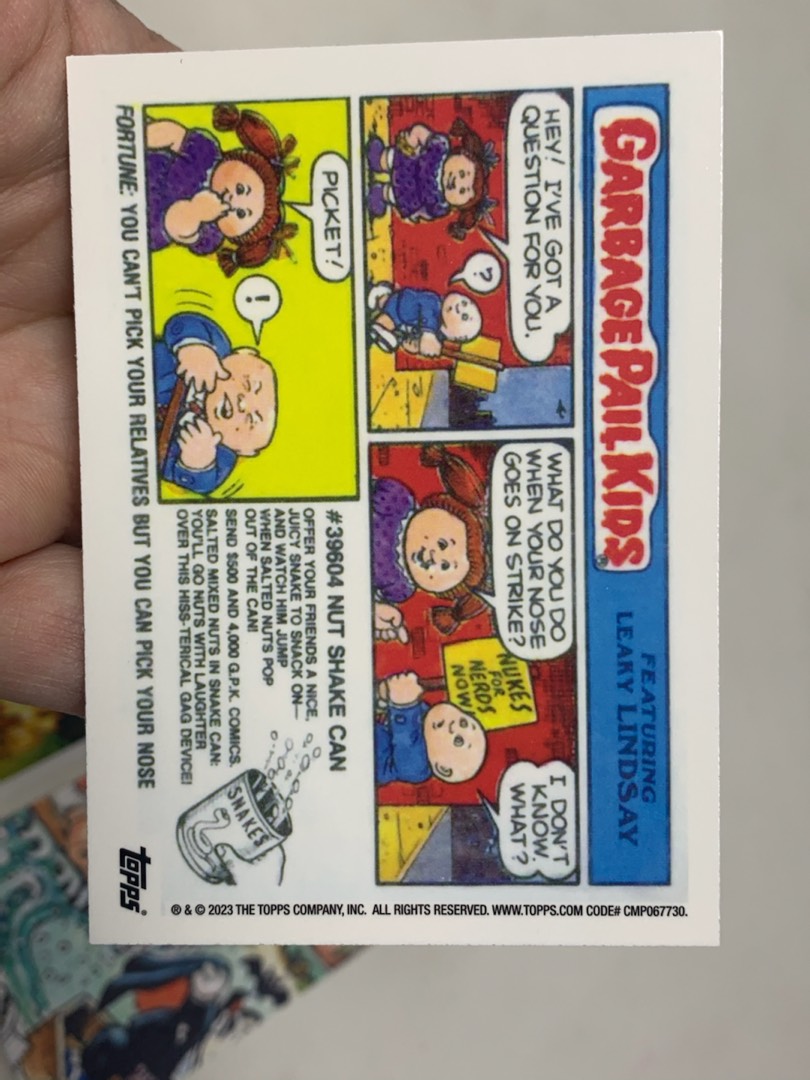 GARBAGE PAIL KIDS®
FEATURING
LEAKY LINDSAY
HEY! I'VE GOT A
QUESTION FOR YOU.
?
WHAT DO YOU DO
WHEN YOUR NOSE
GOES ON STRIKE?
NUKES
FOR
NERDS
NOW!
I DON'T
KNOW.
WHAT?
PICKET!
!
#39604 NUT SHAKE CAN
OFFER YOUR FRIENDS A NICE,
JUICY SNAKE TO SNACK ON—
AND WATCH HIM JUMP
WHEN SALTED NUTS POP
OUT OF THE CAN!
SEND $500 AND 4,000 G.P.K. COMICS.
SALTED MIXED NUTS IN SNAKE CAN:
YOU'LL GO NUTS WITH LAUGHTER
OVER THIS HISS-TERICAL GAG DEVICE!
SNAKES
FORTUNE: YOU CAN'T PICK YOUR RELATIVES BUT YOU CAN PICK YOUR NOSE
topps®
® & © 2023 THE TOPPS COMPANY, INC. ALL RIGHTS RESERVED. WWW.TOPPS.COM CODE# CMP067730.